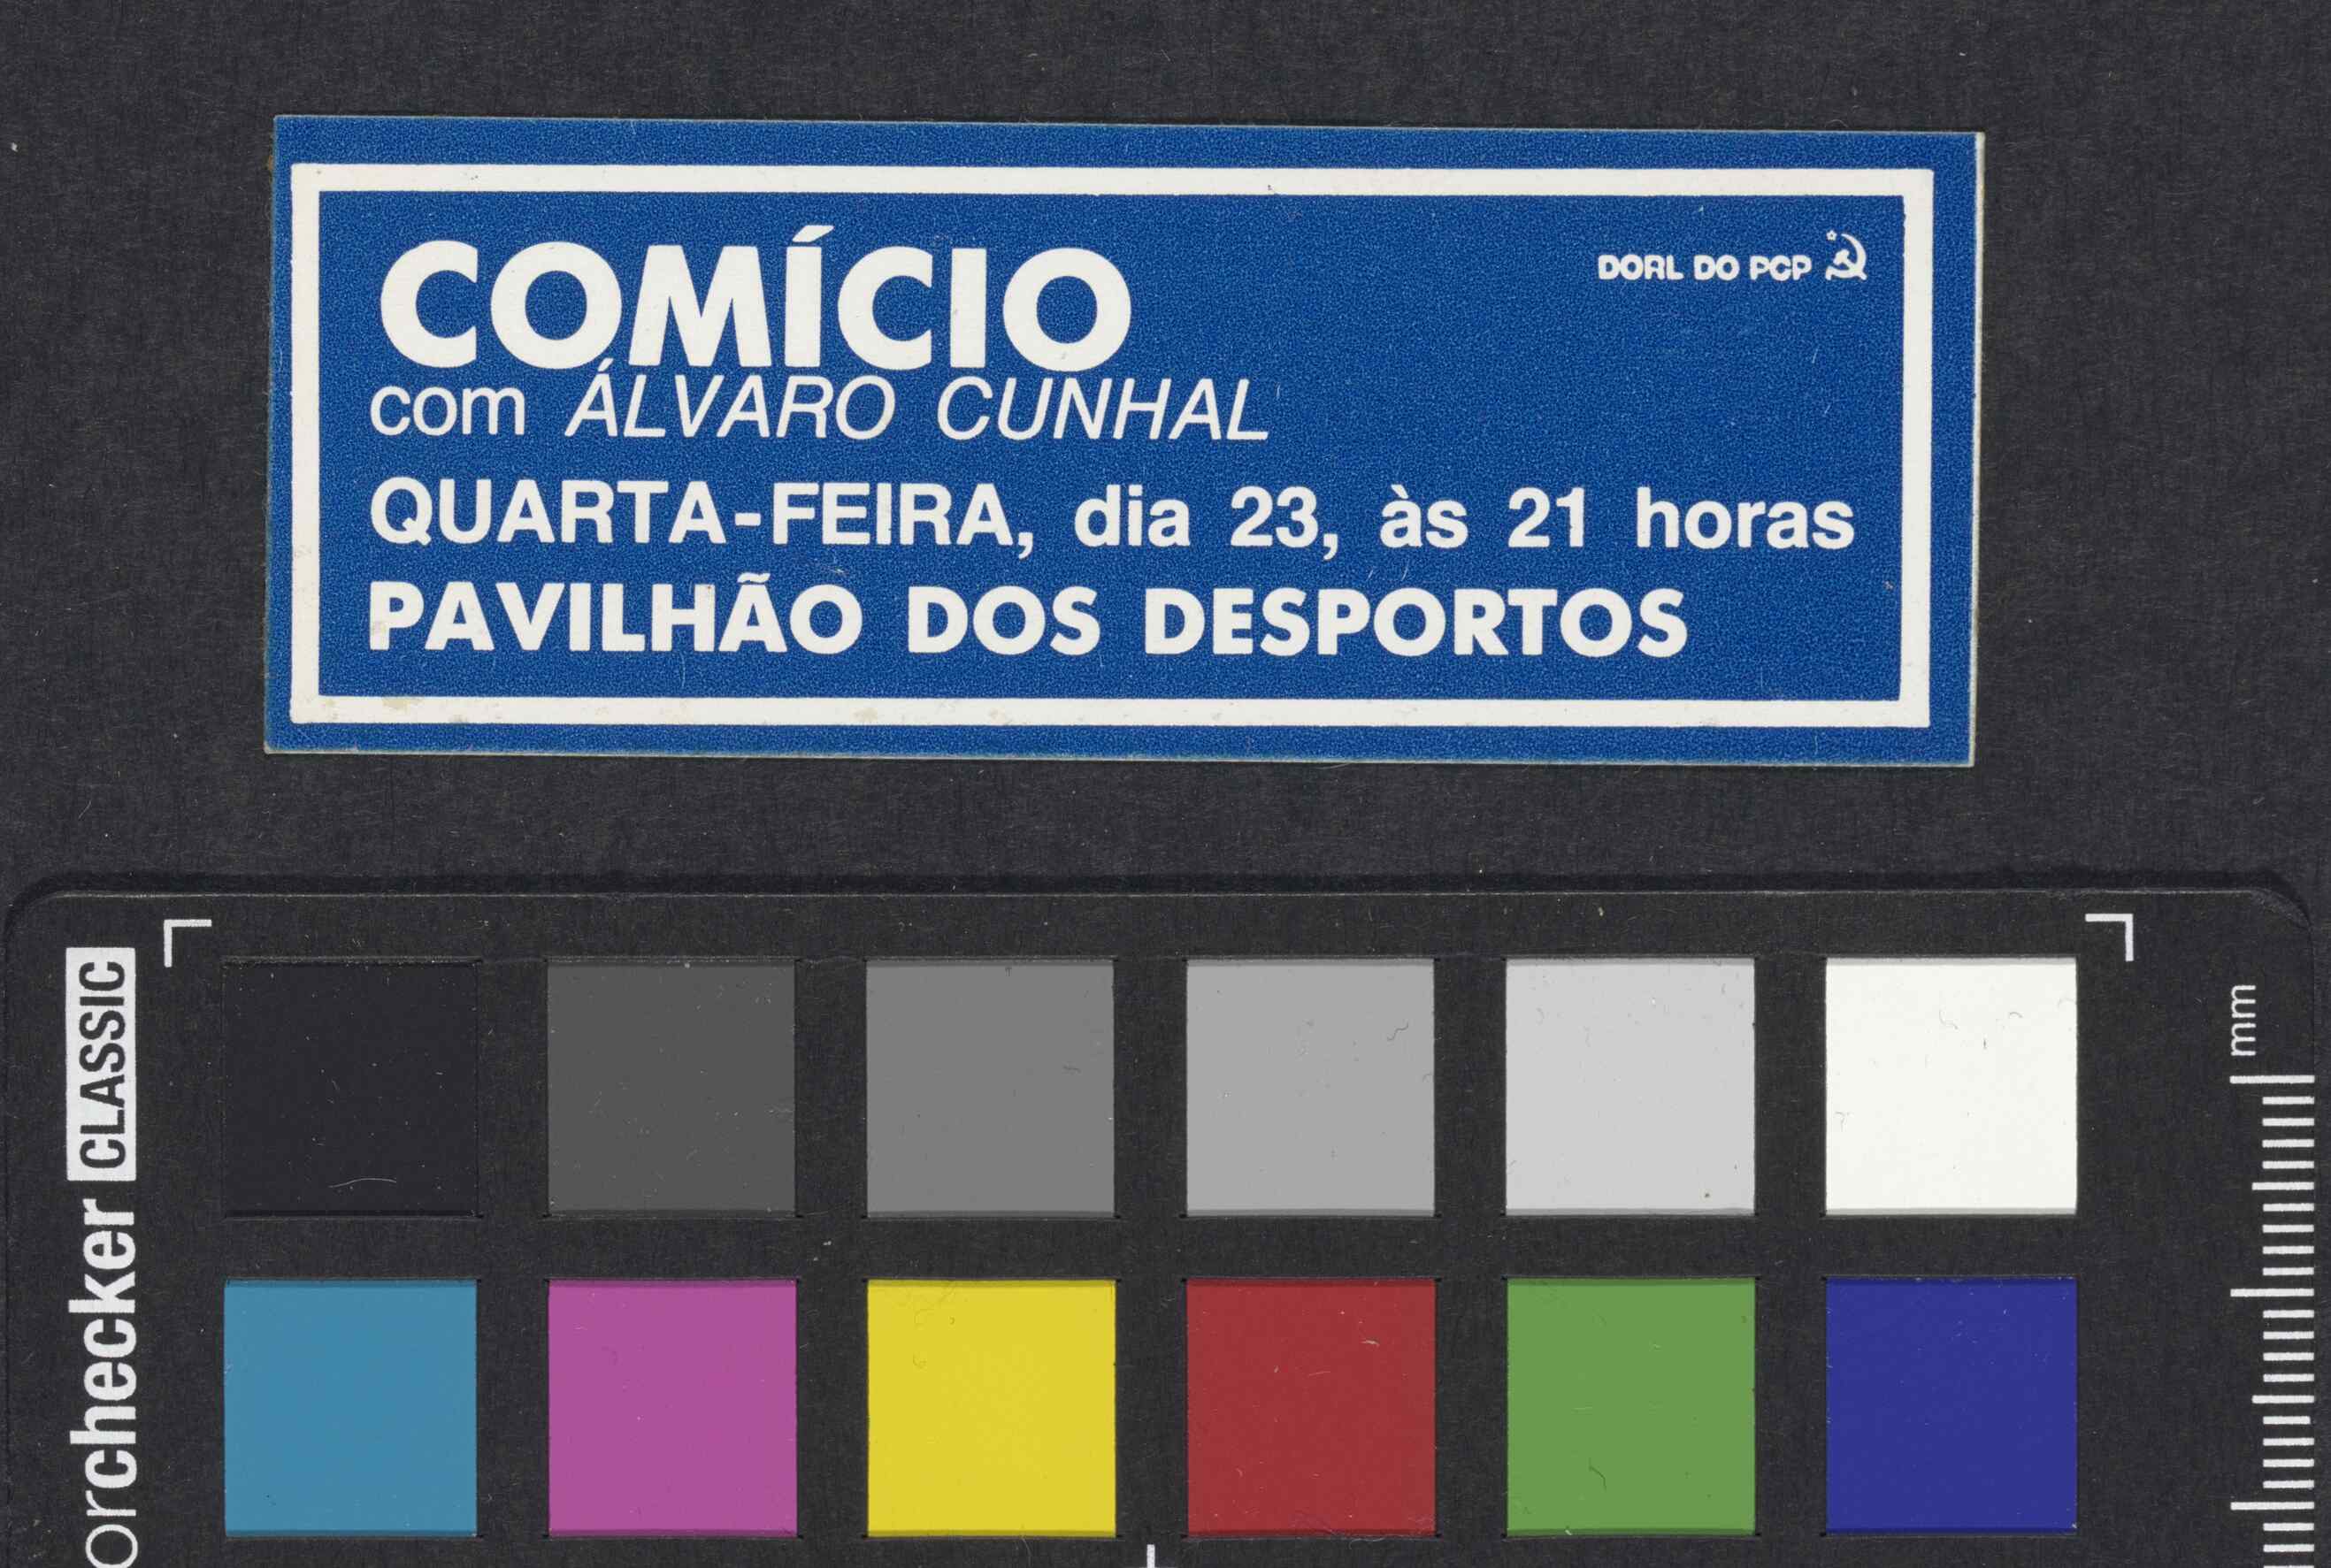 COMÍCIO
DORL DO PCP
com ÁLVARO CUNHAL
QUARTA-FEIRA, dia 23, às 21 horas
PAVILHÃO DOS DESPORTOS
orchecker CLASSIC
mm